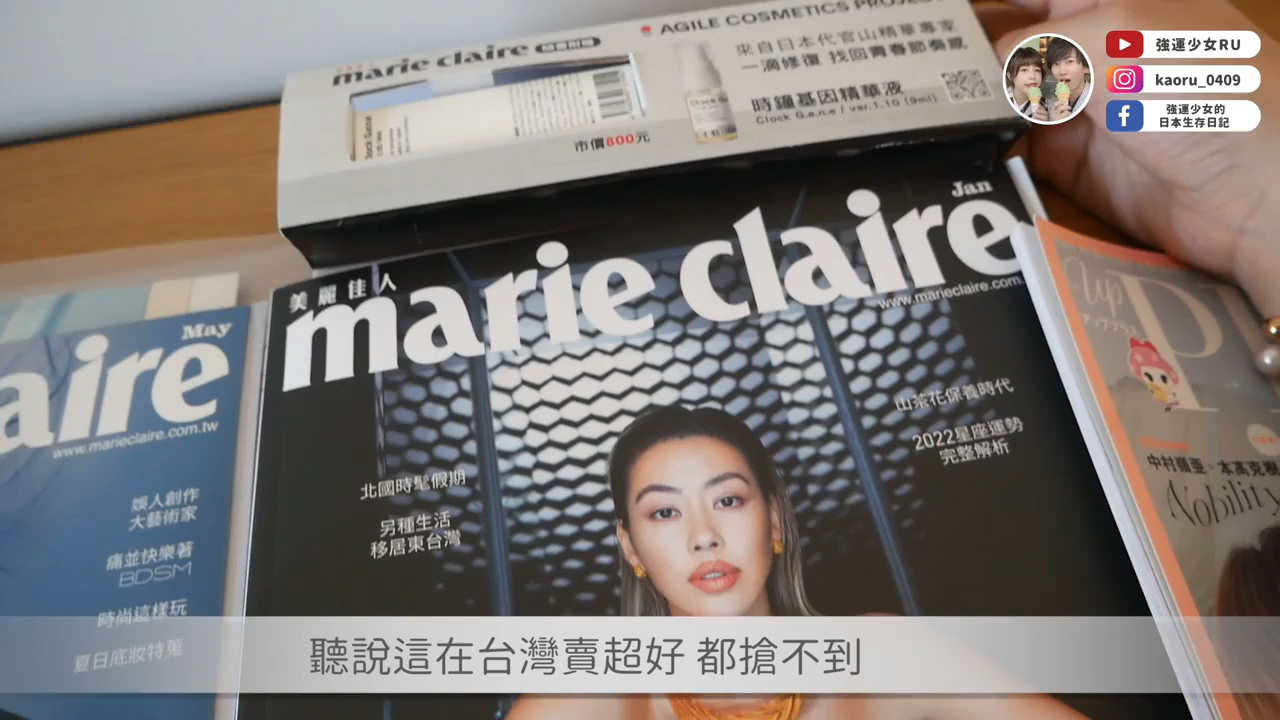 marie claire
AGILE COSMETICS PROJECT
來自日本代官山精華專家
一滴修復 找回青春節奏感
時鐘基因精華液
Clock G.e.n.e / ver.1.10 (9ml)
市價800元
強運少女RU
kaoru_0409
強運少女的
日本生存日記
Jan
美麗佳人
marie claire
www.marieclaire.com.
山茶花保養時代
2022星座運勢
完整解析
北國時髦假期
另種生活
移居東台灣
May
aire
www.marieclaire.com.tw
娛人創作
大藝術家
痛並快樂著
BDSM
時尚這樣玩
夏日底妝特蒐
up
アッププラス
Nobility
聽說這在台灣賣超好 都搶不到